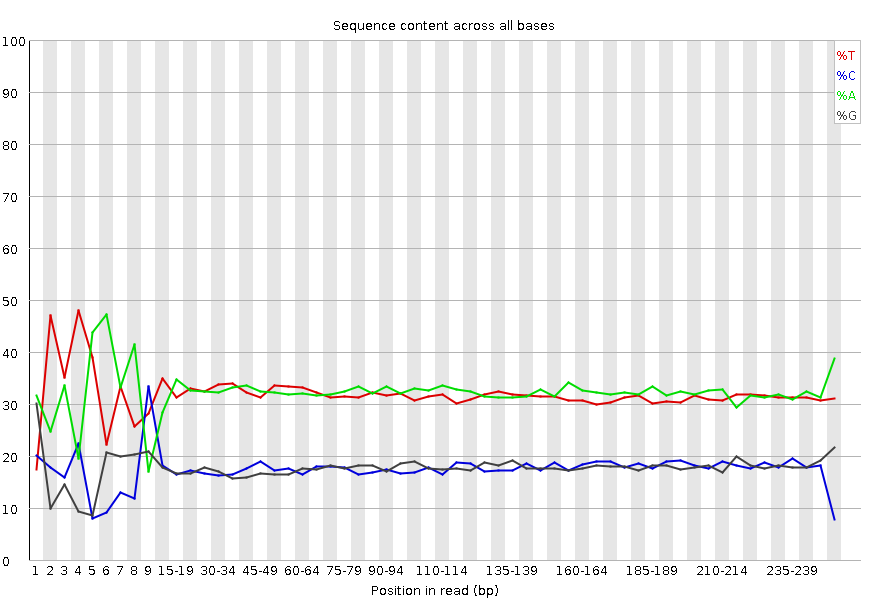 Sequence content across all bases
100
90
80
70
60
50
40
30
20
10
0
%T
%C
%A
%G
1 2 3 4 5 6 7 8 9 15-19 30-34 45-49 60-64 75-79 90-94 110-114 135-139 160-164 185-189 210-214 235-239
Position in read (bp)